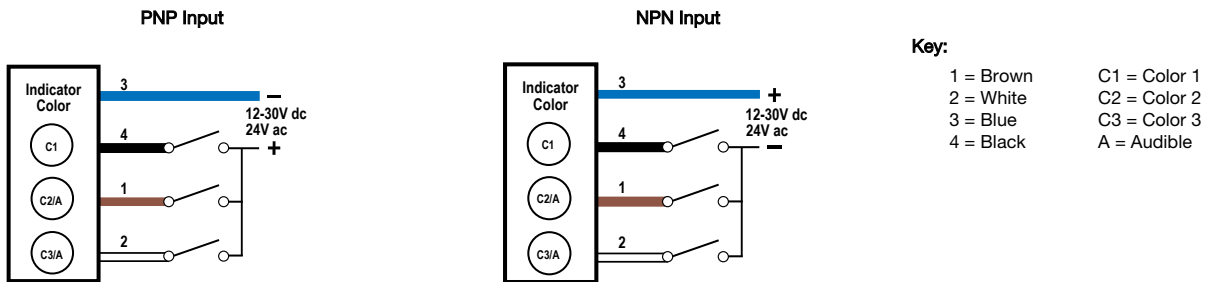 PNP Input
Indicator
Color
3
−
12-30V dc
24V ac
+
C1
4
C2/A
1
C3/A
2
NPN Input
Indicator
Color
3
+
12-30V dc
24V ac
−
C1
4
C2/A
1
C3/A
2
Key:
1 = Brown C1 = Color 1
2 = White C2 = Color 2
3 = Blue C3 = Color 3
4 = Black A = Audible